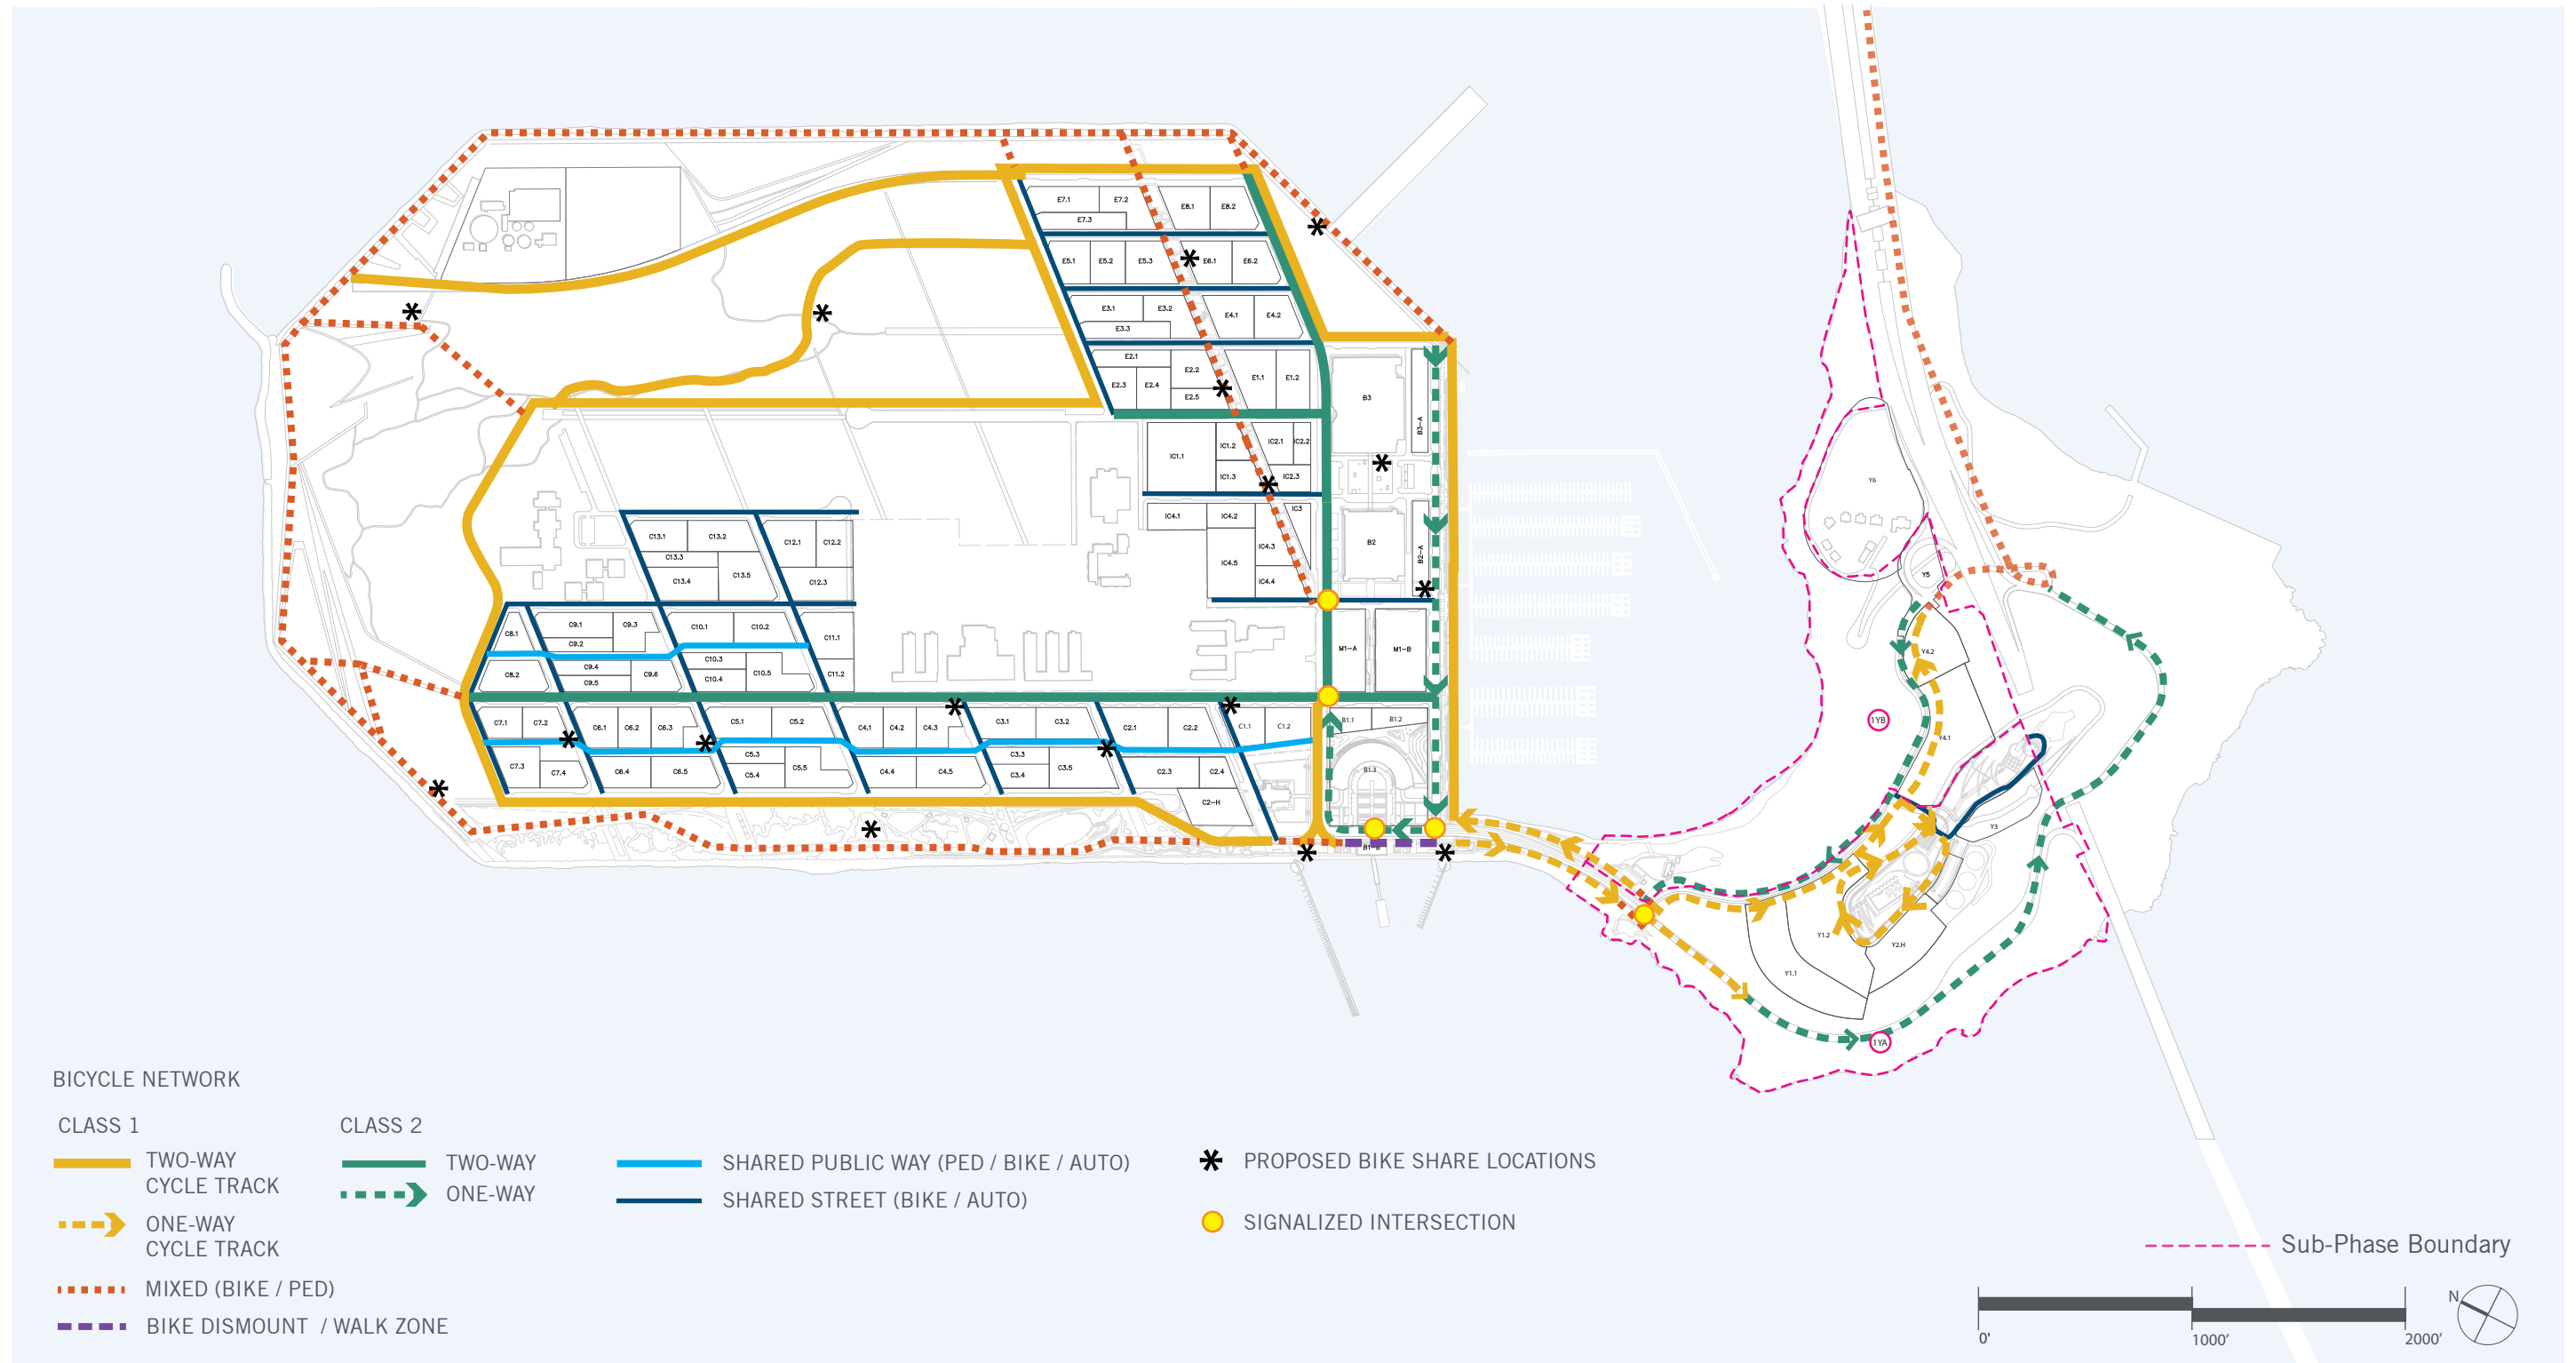 E7.1
E7.2
E8.1
E8.2
E7.3
E5.1
E5.2
E5.3
E6.1
E6.2
E3.1
E3.2
E4.1
E4.2
E3.3
E2.1
E2.2
E1.1
E1.2
E2.3
E2.4
E2.5
B3
B3-A
IC1.1
IC1.2
IC2.1
IC2.2
IC1.3
IC2.3
IC4.1
IC4.2
IC3
IC4.3
IC4.5
IC4.4
B2
B2-A
Y6
Y5
C13.1
C13.2
C12.1
C12.2
C13.3
C13.4
C13.5
C12.3
C8.1
C9.1
C9.3
C10.1
C10.2
C11.1
C9.2
C8.2
C9.4
C9.6
C9.5
C10.3
C10.5
C10.4
C11.2
M1-A
M1-B
Y4.2
1YB
Y4.1
C7.1
C7.2
C6.1
C6.2
C6.3
C5.1
C5.2
C4.1
C4.2
C4.3
C3.1
C3.2
C2.1
C2.2
C1.1
C1.2
B1.1
B1.2
C7.3
C7.4
C6.4
C6.5
C5.3
C5.4
C5.5
C4.4
C4.5
C3.3
C3.4
C3.5
C2.3
C2.4
C2-H
B1.3
B1-B
Y3
Y1.2
Y2.H
Y1.1
1YA
BICYCLE NETWORK
CLASS 1
TWO-WAY
CYCLE TRACK
ONE-WAY
CYCLE TRACK
MIXED (BIKE / PED)
BIKE DISMOUNT / WALK ZONE
CLASS 2
TWO-WAY
ONE-WAY
SHARED PUBLIC WAY (PED / BIKE / AUTO)
SHARED STREET (BIKE / AUTO)
PROPOSED BIKE SHARE LOCATIONS
SIGNALIZED INTERSECTION
Sub-Phase Boundary
N
0'
1000'
2000'